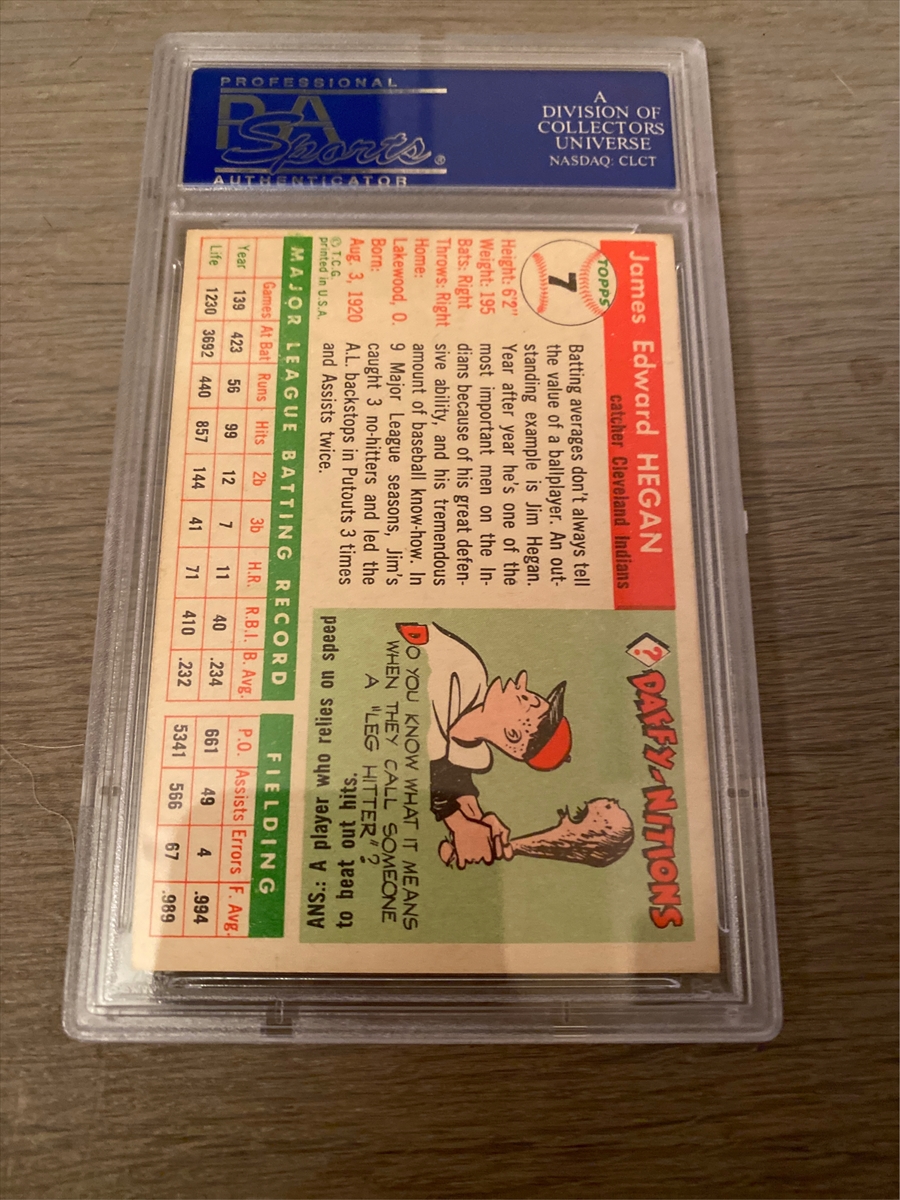 PROFESSIONAL
PSA
Sports®
AUTHENTICATOR
A
DIVISION OF
COLLECTORS
UNIVERSE
NASDAQ: CLCT
James Edward HEGAN
catcher Cleveland Indians
TOPPS
7
Height: 6'2"
Weight: 195
Bats: Right
Throws: Right
Home:
Lakewood, O.
Born:
Aug. 3, 1920
© T.C.G.
printed in U.S.A.
Batting averages don't always tell
the value of a ballplayer. An out-
standing example is Jim Hegan.
Year after year he's one of the
most important men on the In-
dians because of his great defen-
sive ability, and his tremendous
amount of baseball know-how. In
9 Major League seasons, Jim's
caught 3 no-hitters and led the
A.L. backstops in Putouts 3 times
and Assists twice.
? DAFFY-NITIONS
DO YOU KNOW WHAT IT MEANS
WHEN THEY CALL SOMEONE
A "LEG HITTER"?
ANS.: A player who relies on speed
to beat out hits.
MAJOR LEAGUE BATTING RECORD
FIELDING
Year Games At Bat Runs Hits 2b 3b H.R. R.B.I. B. Avg. P.O. Assists Errors F. Avg.
Year 139 423 56 99 12 7 11 40 .234 661 49 4 .994
Life 1230 3692 440 857 144 41 71 410 .232 5341 566 67 .989